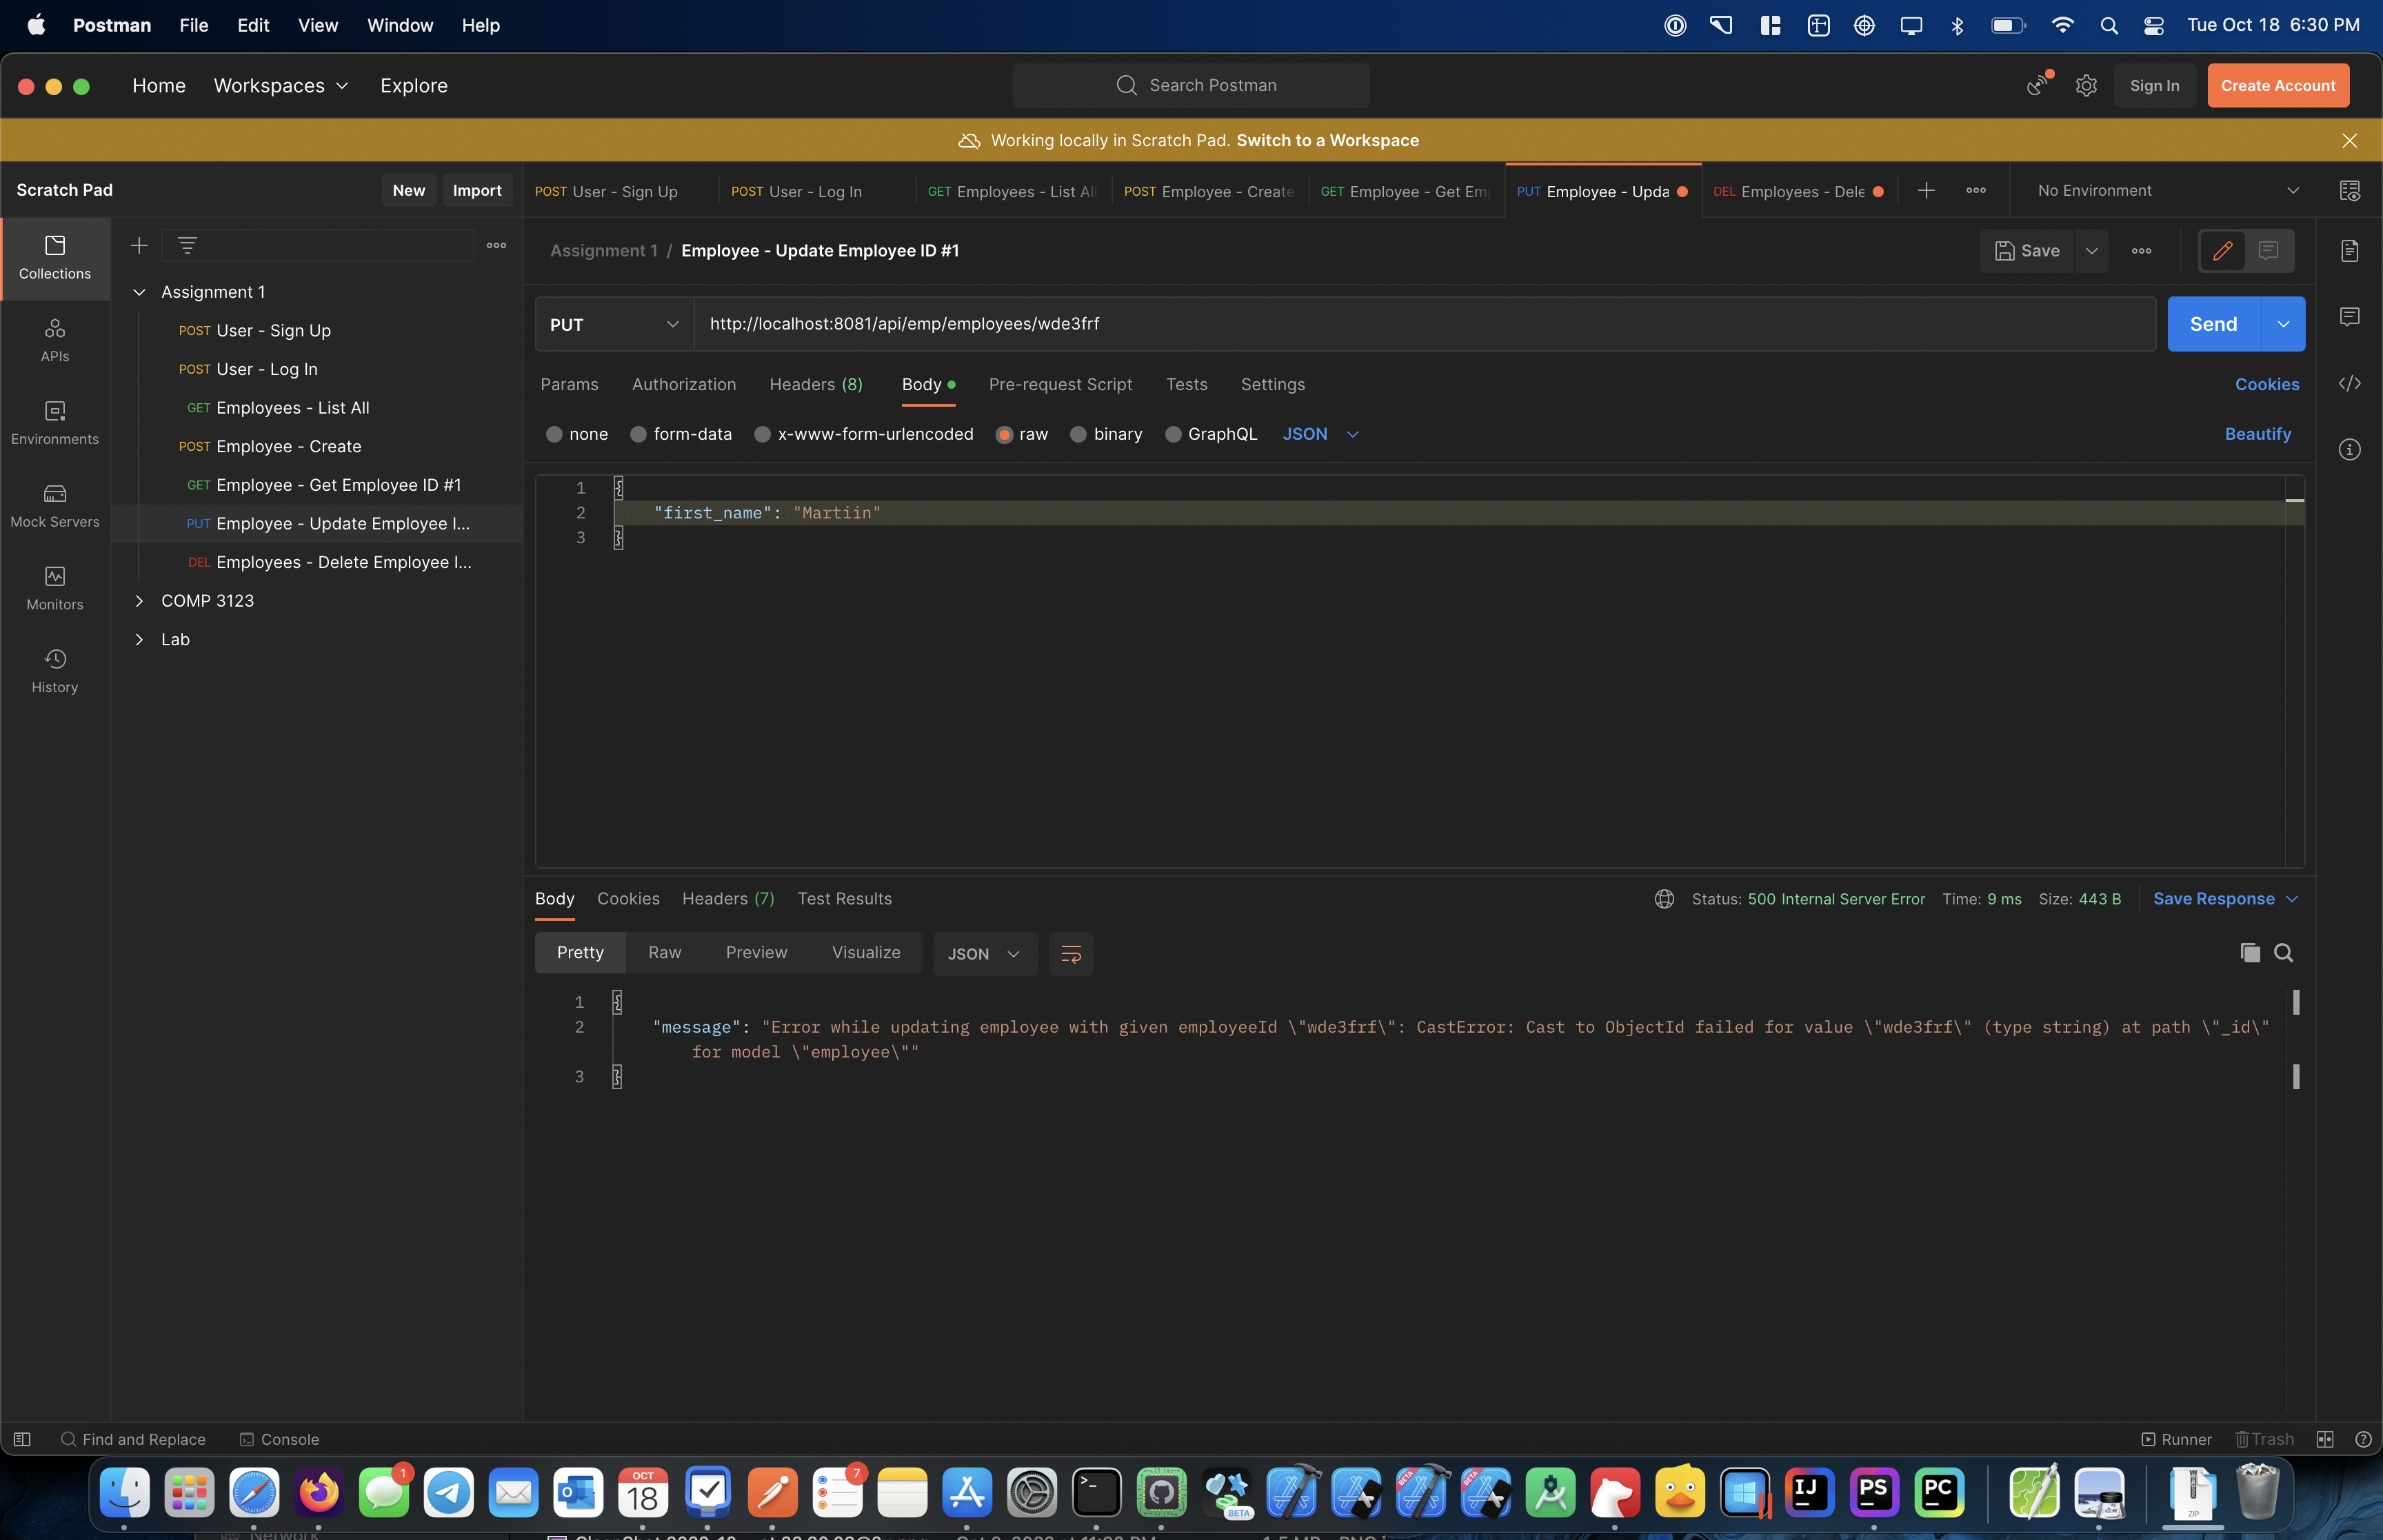 Postman File Edit View Window Help Tue Oct 18 6:30 PM
Home Workspaces Explore Search Postman Sign In Create Account
Working locally in Scratch Pad. Switch to a Workspace
Scratch Pad New Import
POST User - Sign Up POST User - Log In GET Employees - List All POST Employee - Create GET Employee - Get Emp PUT Employee - Upda DEL Employees - Dele No Environment
Collections
APIs
Environments
Mock Servers
Monitors
History
Assignment 1
POST User - Sign Up
POST User - Log In
GET Employees - List All
POST Employee - Create
GET Employee - Get Employee ID #1
PUT Employee - Update Employee I...
DEL Employees - Delete Employee I...
COMP 3123
Lab
Assignment 1 / Employee - Update Employee ID #1 Save
PUT http://localhost:8081/api/emp/employees/wde3frf Send
Params Authorization Headers (8) Body Pre-request Script Tests Settings Cookies
none form-data x-www-form-urlencoded raw binary GraphQL JSON Beautify
1 {
2 "first_name": "Martiin"
3 }
Body Cookies Headers (7) Test Results Status: 500 Internal Server Error Time: 9 ms Size: 443 B Save Response
Pretty Raw Preview Visualize JSON
1 {
2 "message": "Error while updating employee with given employeeId \"wde3frf\": CastError: Cast to ObjectId failed for value \"wde3frf\" (type string) at path \"_id\"
for model \"employee\""
3 }
Find and Replace Console Runner Trash
1 OCT 18 7 BETA BETA BETA IJ PS PC ZIP